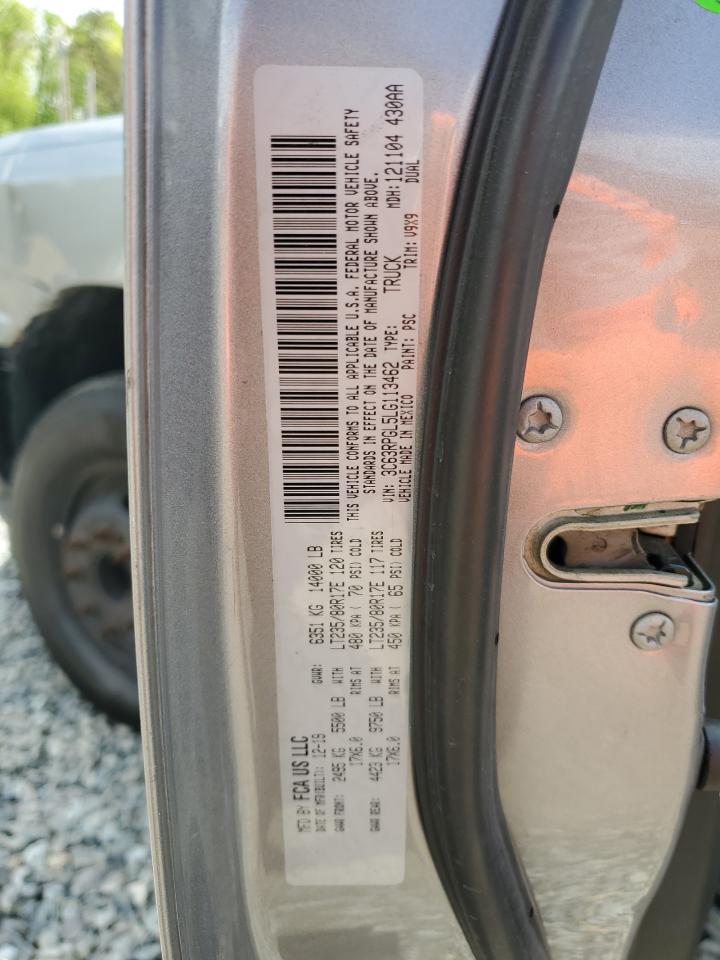 MFD BY FCA US LLC
DATE OF MFR(BUILT): 12-19 GVWR: 6351 KG 14000 LB
GAWR FRONT: 2495 KG 5500 LB WITH LT235/80R17E 120 TIRES
17X6.0 RIMS AT 480 KPA ( 70 PSI) COLD
GAWR REAR: 4423 KG 9750 LB WITH LT235/80R17E 117 TIRES
17X6.0 RIMS AT 450 KPA ( 65 PSI) COLD
THIS VEHICLE CONFORMS TO ALL APPLICABLE U.S.A. FEDERAL MOTOR VEHICLE SAFETY
STANDARDS IN EFFECT ON THE DATE OF MANUFACTURE SHOWN ABOVE.
VIN: 3C63RPGL5LG113462 TYPE: TRUCK MDH: 121104 430AA
VEHICLE MADE IN MEXICO PAINT: PSC TRIM: V9X9 DUAL